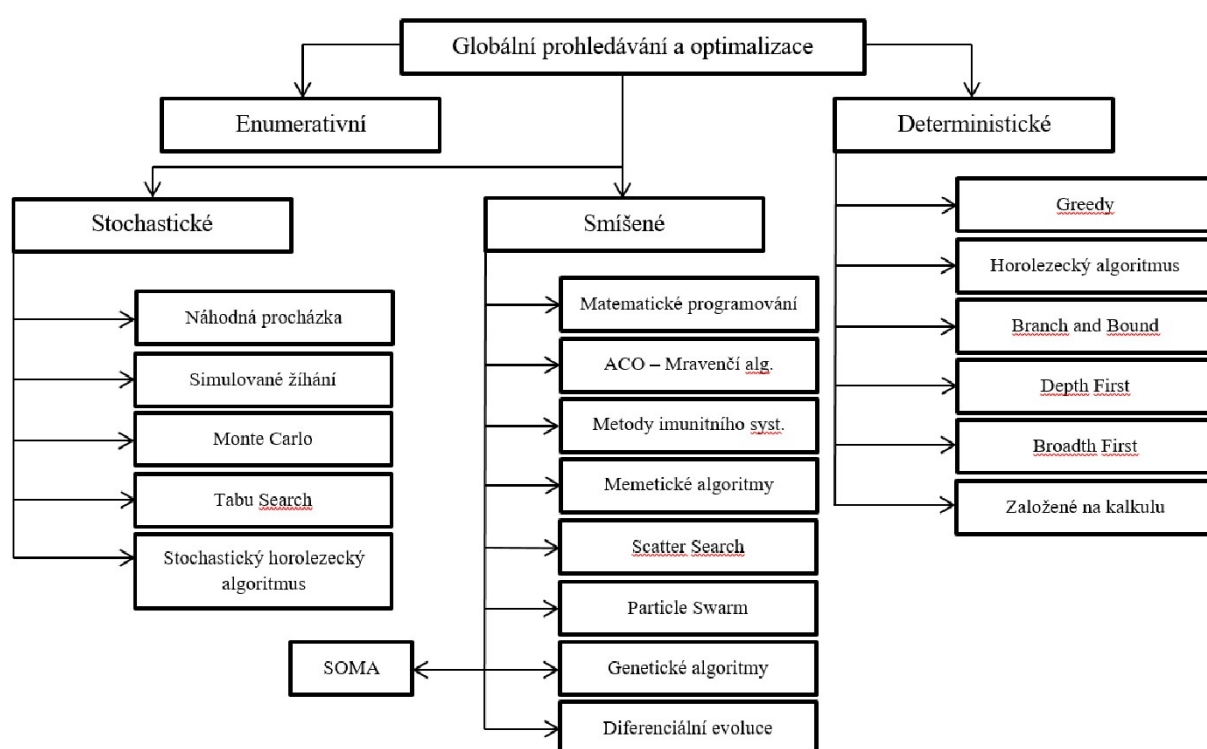 Globální prohledávání a optimalizace
Enumerativní
Deterministické
Stochastické
Smíšené
Náhodná procházka
Simulované žíhání
Monte Carlo
Tabu Search
Stochastický horolezecký
algoritmus
Matematické programování
ACO – Mravenčí alg.
Metody imunitního syst.
Memetické algoritmy
Scatter Search
Particle Swarm
SOMA
Genetické algoritmy
Diferenciální evoluce
Greedy
Horolezecký algoritmus
Branch and Bound
Depth First
Broadth First
Založené na kalkulu